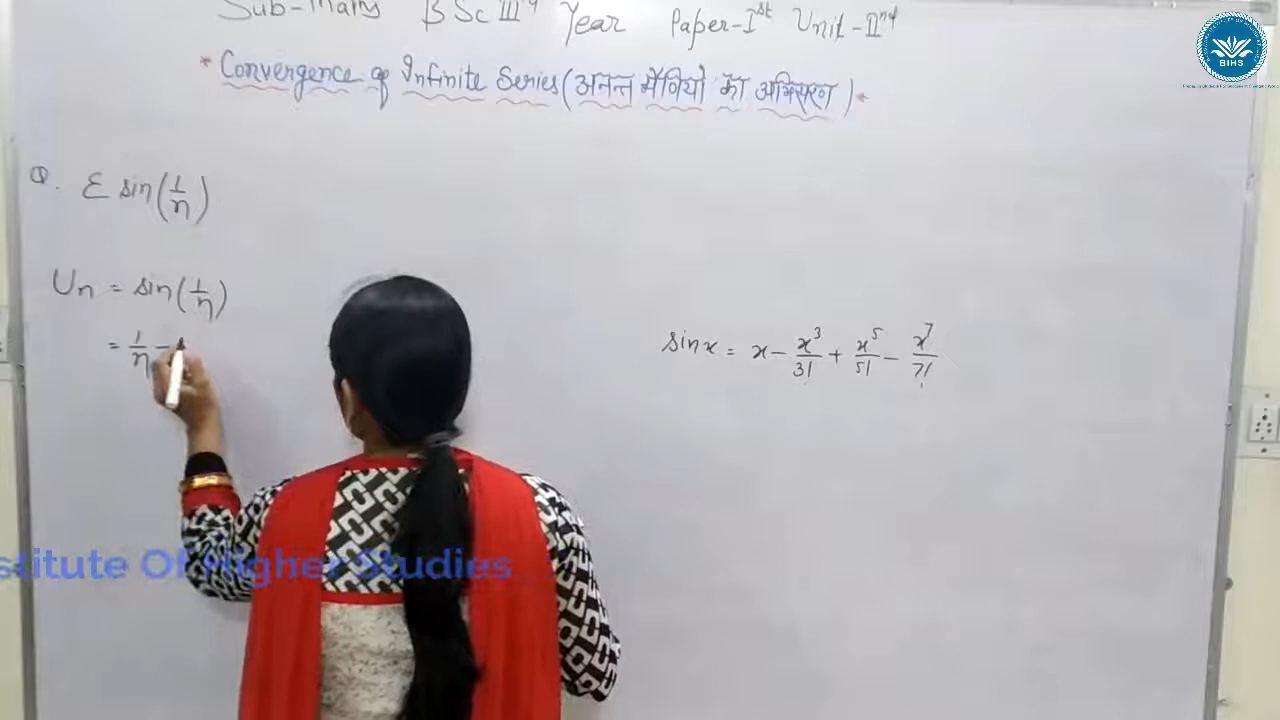 Sub-Maths BSc IIIrd Year Paper-Ist Unit-IInd
* Convergence of Infinite Series (अनन्त श्रेणियों का अभिसरण) *
Q. Σ sin(1/n)
Un = sin(1/n)
= 1/n -
sinx = x - x³/3! + x⁵/5! - x⁷/7!
stitute Of Higher Studies
BIHS